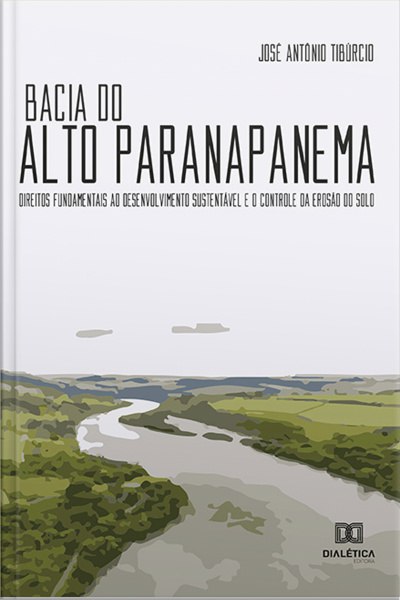 JOSÉ ANTÔNIO TIBÚRCIO
BACIA DO
ALTO PARANAPANEMA
DIREITOS FUNDAMENTAIS AO DESENVOLVIMENTO SUSTENTÁVEL E O CONTROLE DA EROSÃO DO SOLO
DIALÉTICA
EDITORA